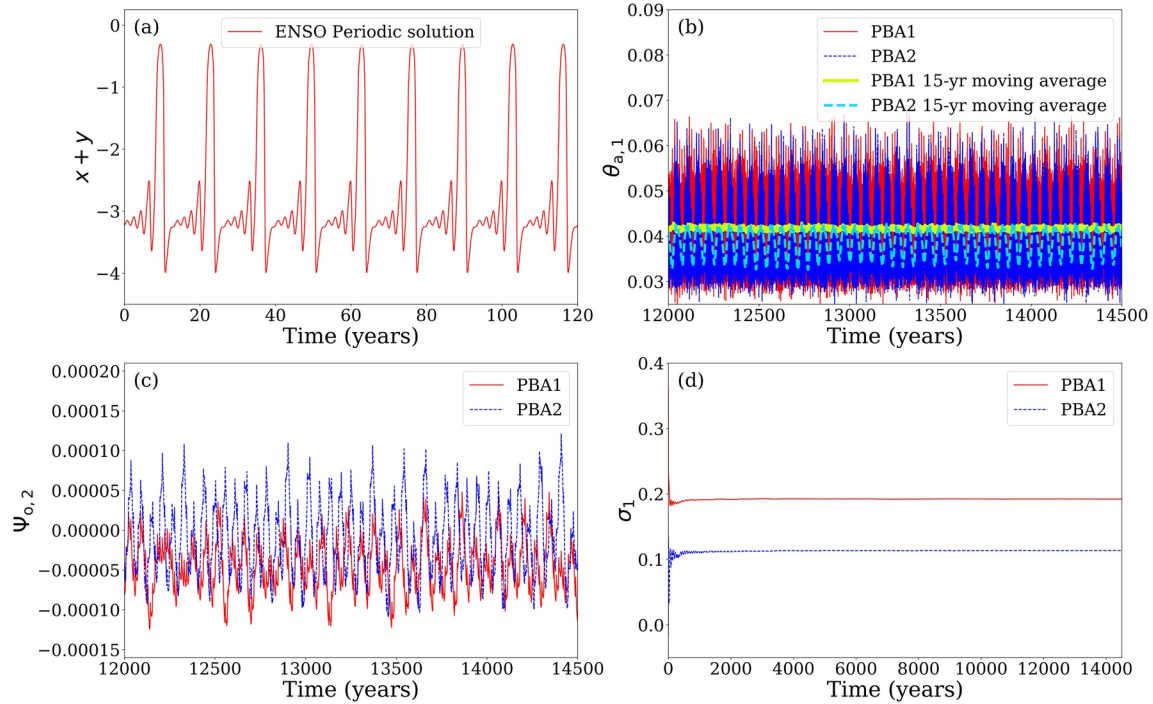 (a)
ENSO Periodic solution
0
−1
−2
−3
−4
x + y
0 20 40 60 80 100 120
Time (years)
(b)
PBA1
PBA2
PBA1 15-yr moving average
PBA2 15-yr moving average
0.09
0.08
0.07
0.06
0.05
0.04
0.03
θa,1
12000 12500 13000 13500 14000 14500
Time (years)
(c)
PBA1
PBA2
0.00020
0.00015
0.00010
0.00005
0.00000
−0.00005
−0.00010
−0.00015
Ψo,2
12000 12500 13000 13500 14000 14500
Time (years)
(d)
PBA1
PBA2
0.4
0.3
0.2
0.1
0.0
σ1
0 2000 4000 6000 8000 10000 12000 14000
Time (years)